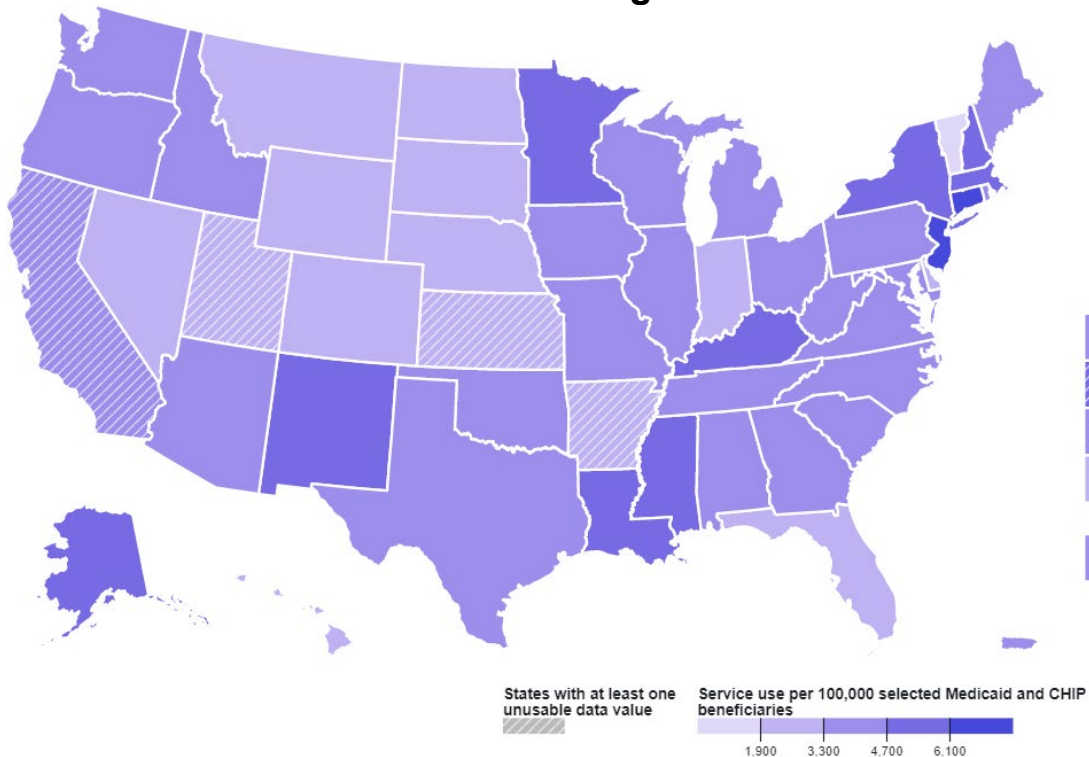 States with at least one
unusable data value
Service use per 100,000 selected Medicaid and CHIP
beneficiaries
1,900 3,300 4,700 6,100